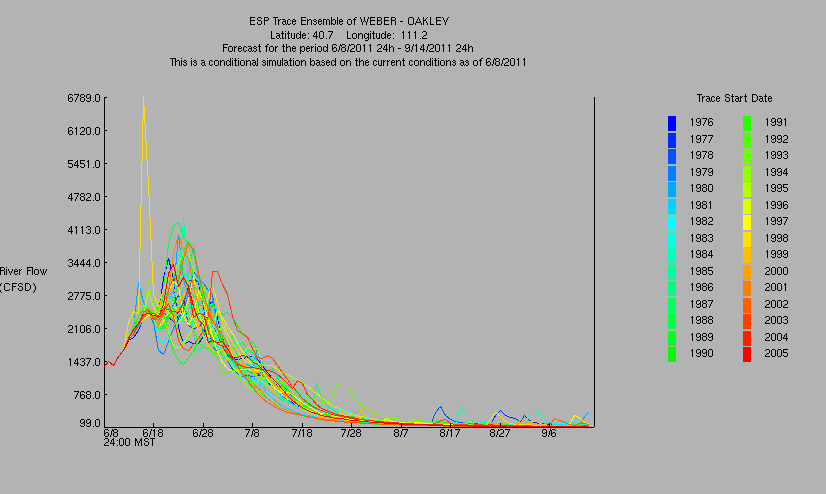 ESP Trace Ensemble of WEBER - OAKLEY
Latitude: 40.7 Longitude: 111.2
Forecast for the period 6/8/2011 24h - 9/14/2011 24h
This is a conditional simulation based on the current conditions as of 6/8/2011
6789.0
6120.0
5451.0
4782.0
4113.0
3444.0
2775.0
2106.0
1437.0
768.0
99.0
River Flow
(CFSD)
6/8 6/18 6/28 7/8 7/18 7/28 8/7 8/17 8/27 9/6
24:00 MST
Trace Start Date
1976 1991
1977 1992
1978 1993
1979 1994
1980 1995
1981 1996
1982 1997
1983 1998
1984 1999
1985 2000
1986 2001
1987 2002
1988 2003
1989 2004
1990 2005